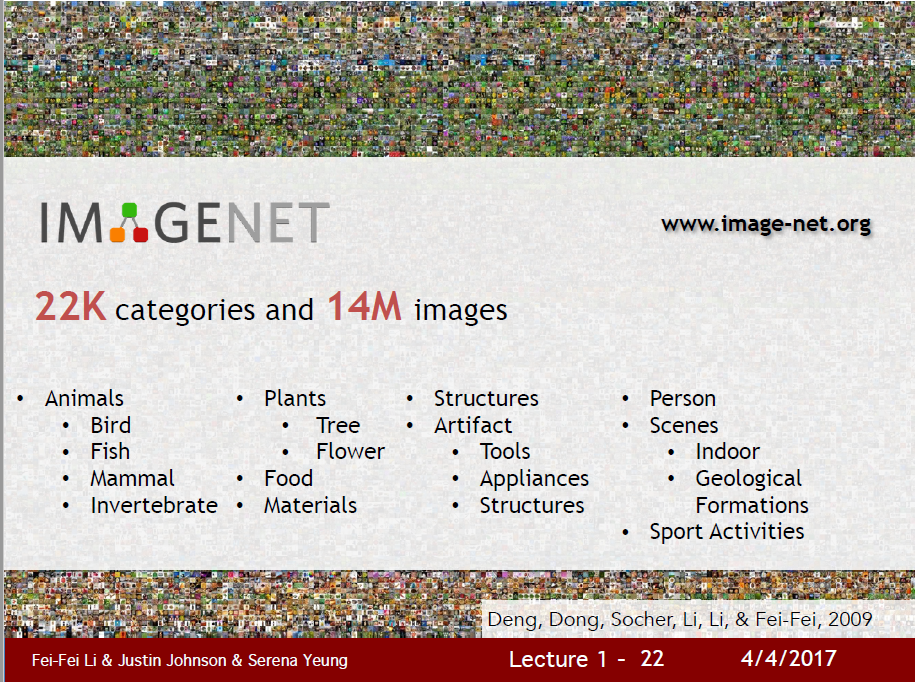 IMAGENET
www.image-net.org
22K categories and 14M images
• Animals
• Bird
• Fish
• Mammal
• Invertebrate
• Plants
• Tree
• Flower
• Food
• Materials
• Structures
• Artifact
• Tools
• Appliances
• Structures
• Person
• Scenes
• Indoor
• Geological
Formations
• Sport Activities
Deng, Dong, Socher, Li, Li, & Fei-Fei, 2009
Fei-Fei Li & Justin Johnson & Serena Yeung
Lecture 1 - 22
4/4/2017